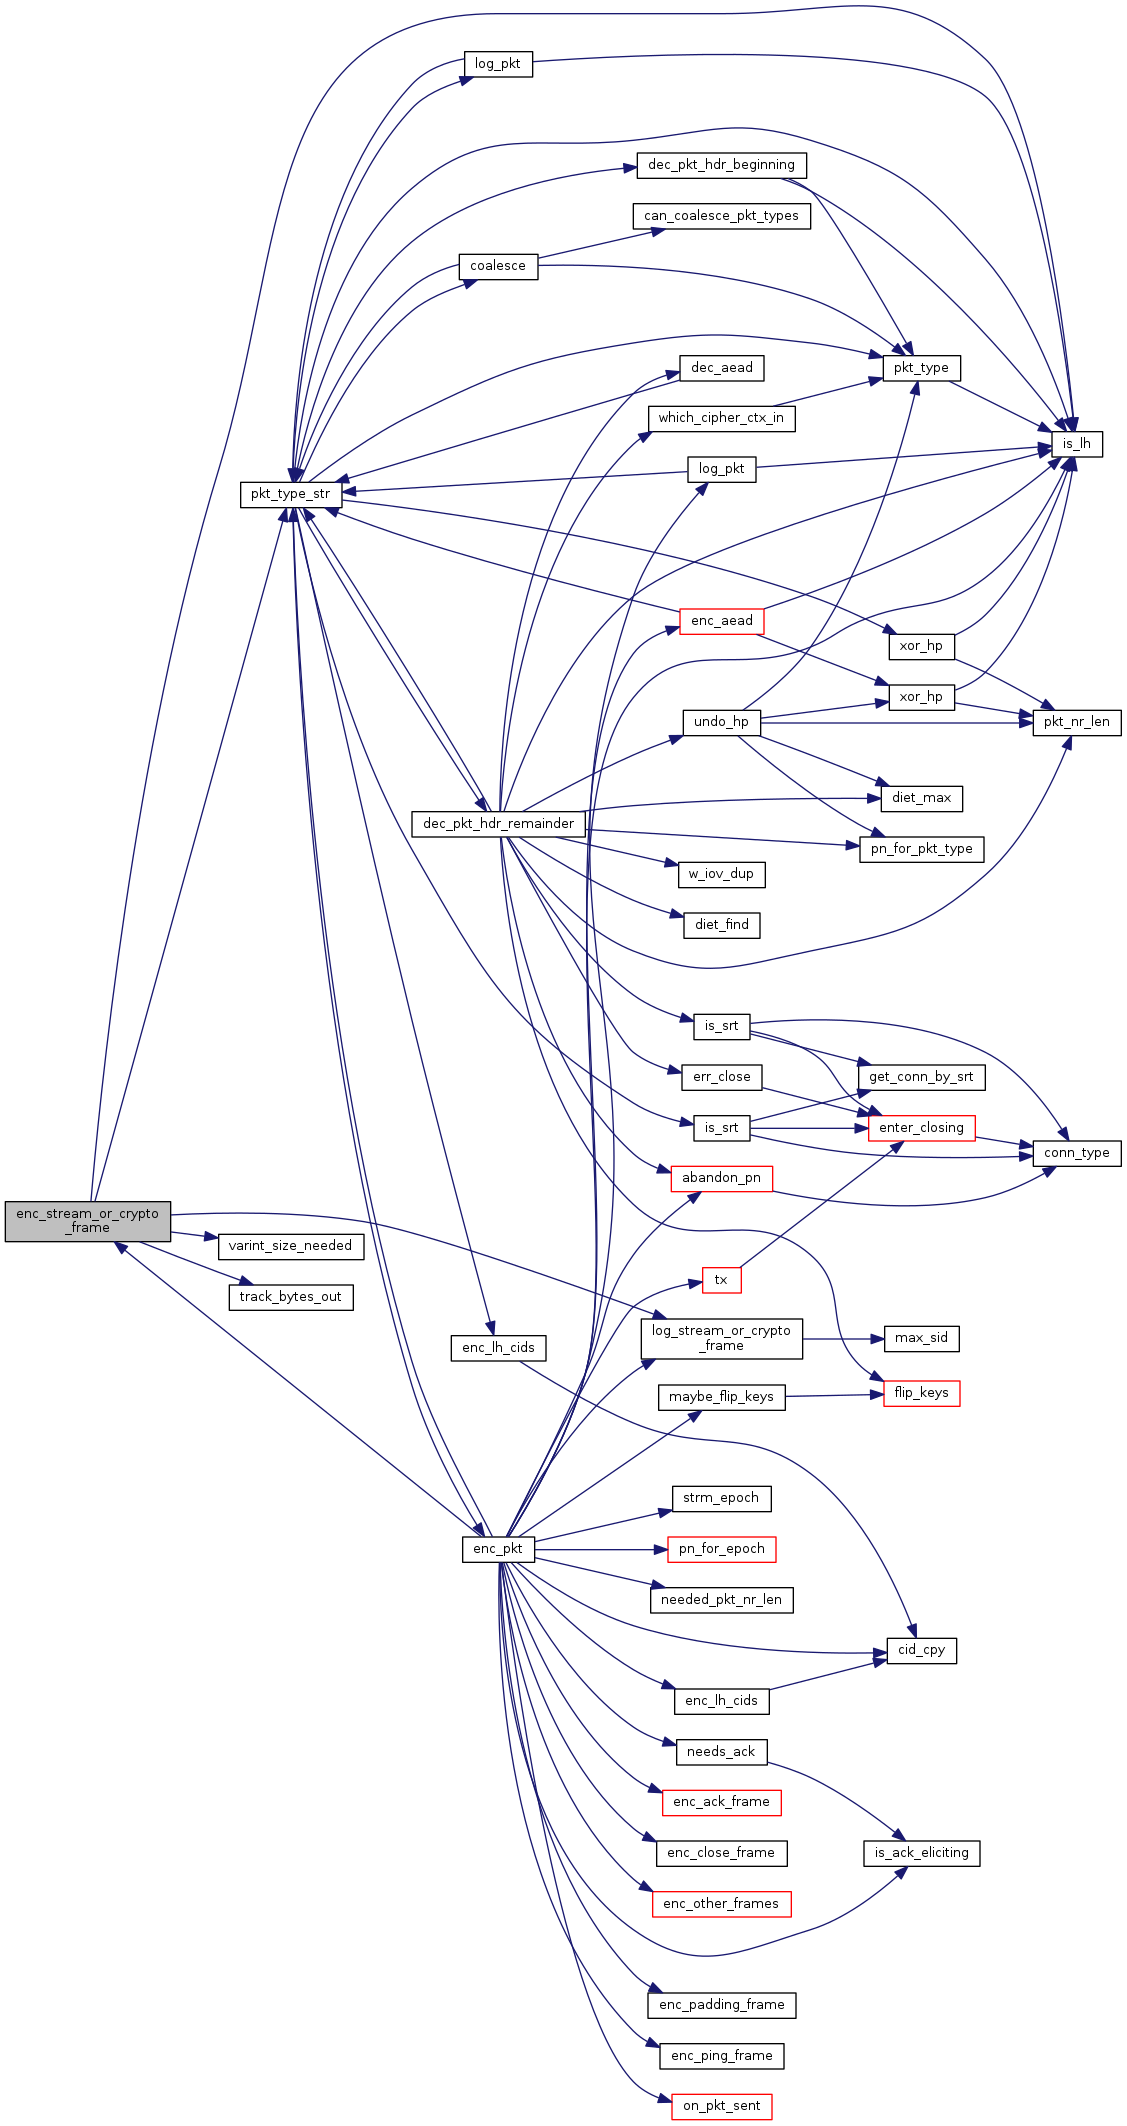 log_pkt
dec_pkt_hdr_beginning
can_coalesce_pkt_types
coalesce
dec_aead
pkt_type
which_cipher_ctx_in
is_lh
log_pkt
pkt_type_str
enc_aead
xor_hp
xor_hp
undo_hp
pkt_nr_len
diet_max
dec_pkt_hdr_remainder
pn_for_pkt_type
w_iov_dup
diet_find
is_srt
err_close
get_conn_by_srt
is_srt
enter_closing
conn_type
abandon_pn
enc_stream_or_crypto
_frame
varint_size_needed
tx
track_bytes_out
log_stream_or_crypto
_frame
max_sid
enc_lh_cids
maybe_flip_keys
flip_keys
strm_epoch
enc_pkt
pn_for_epoch
needed_pkt_nr_len
cid_cpy
enc_lh_cids
needs_ack
enc_ack_frame
enc_close_frame
is_ack_eliciting
enc_other_frames
enc_padding_frame
enc_ping_frame
on_pkt_sent